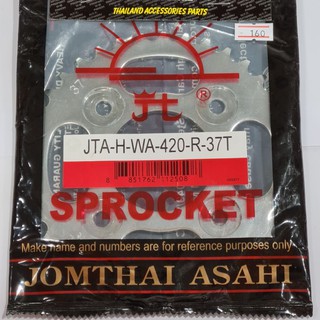 THAILAND ACCESSORIES PARTS
160
Jt
JTA-H-WA-420-R-37T
SPROCKET
Make name and numbers are for reference purposes only
JOMTHAI ASAHI